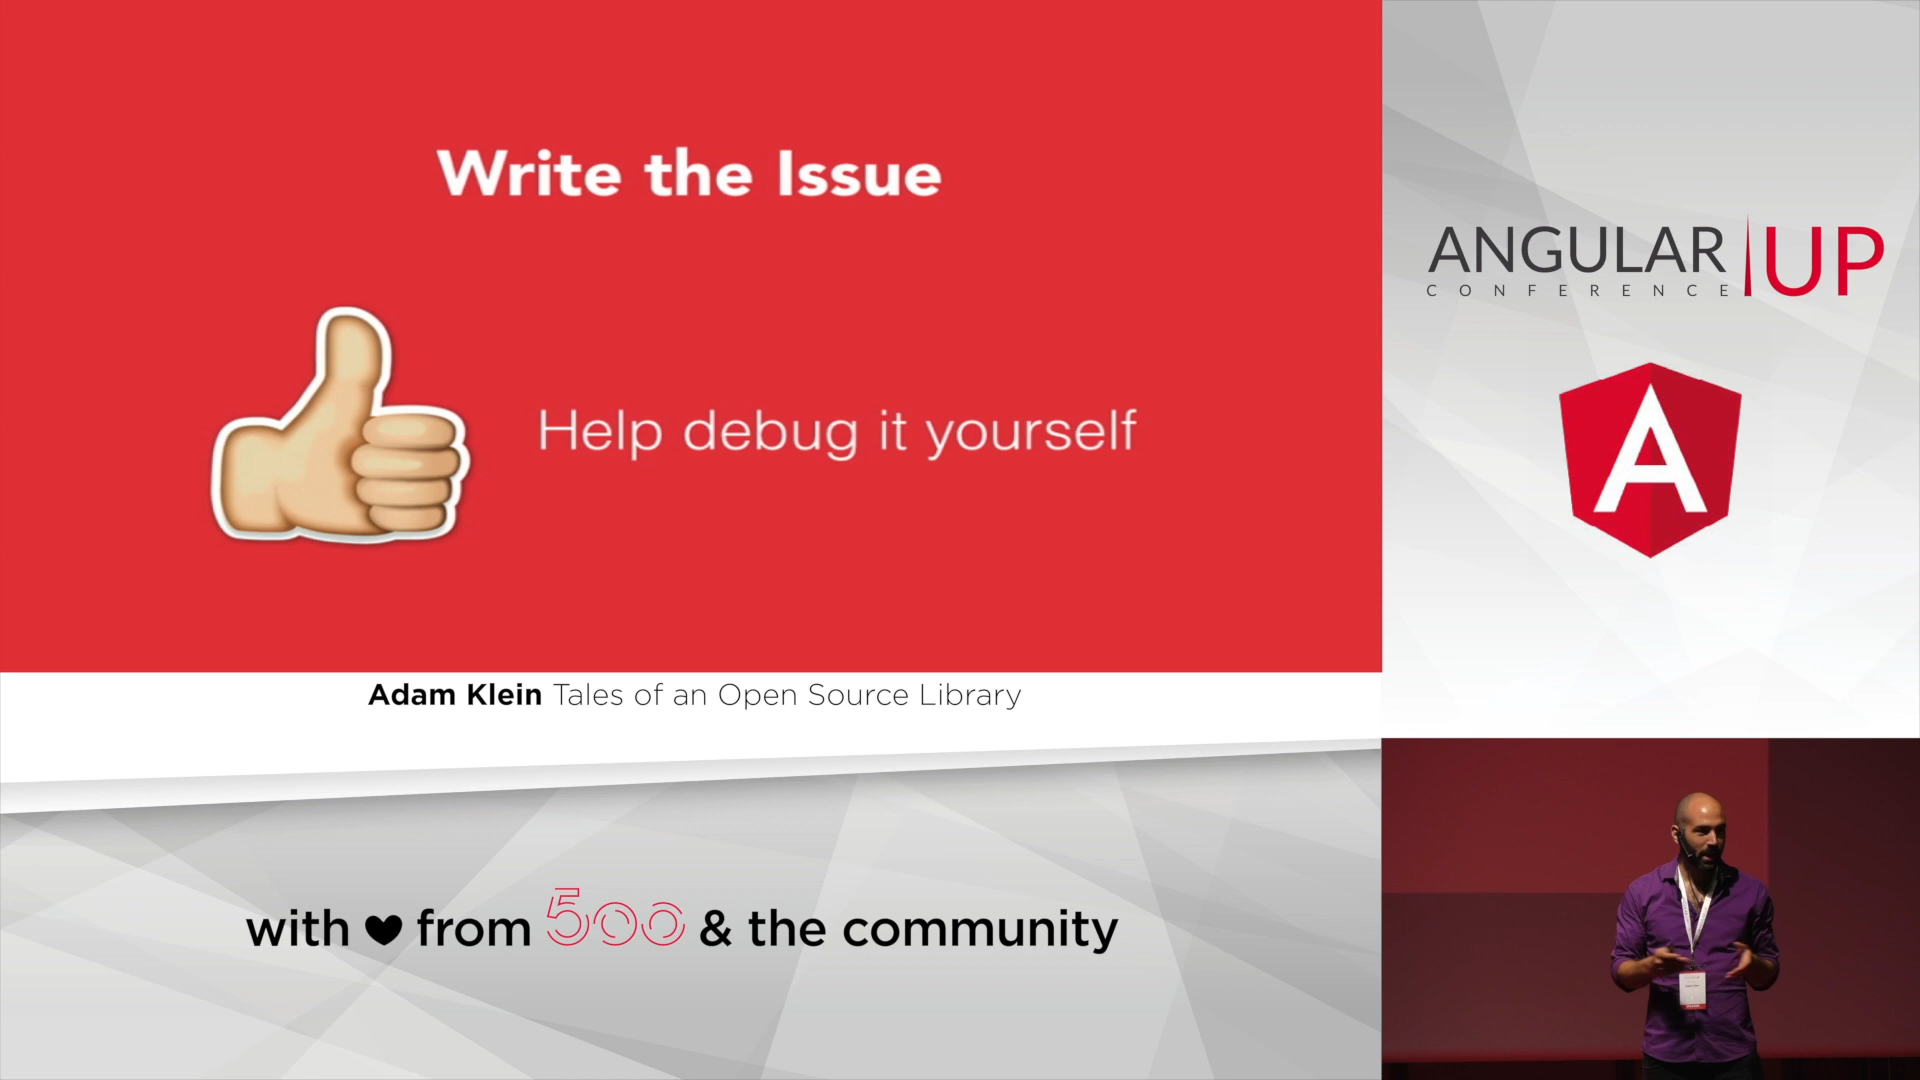 Write the Issue
Help debug it yourself
Adam Klein Tales of an Open Source Library
with ♥ from 500 & the community
ANGULAR UP
CONFERENCE
A